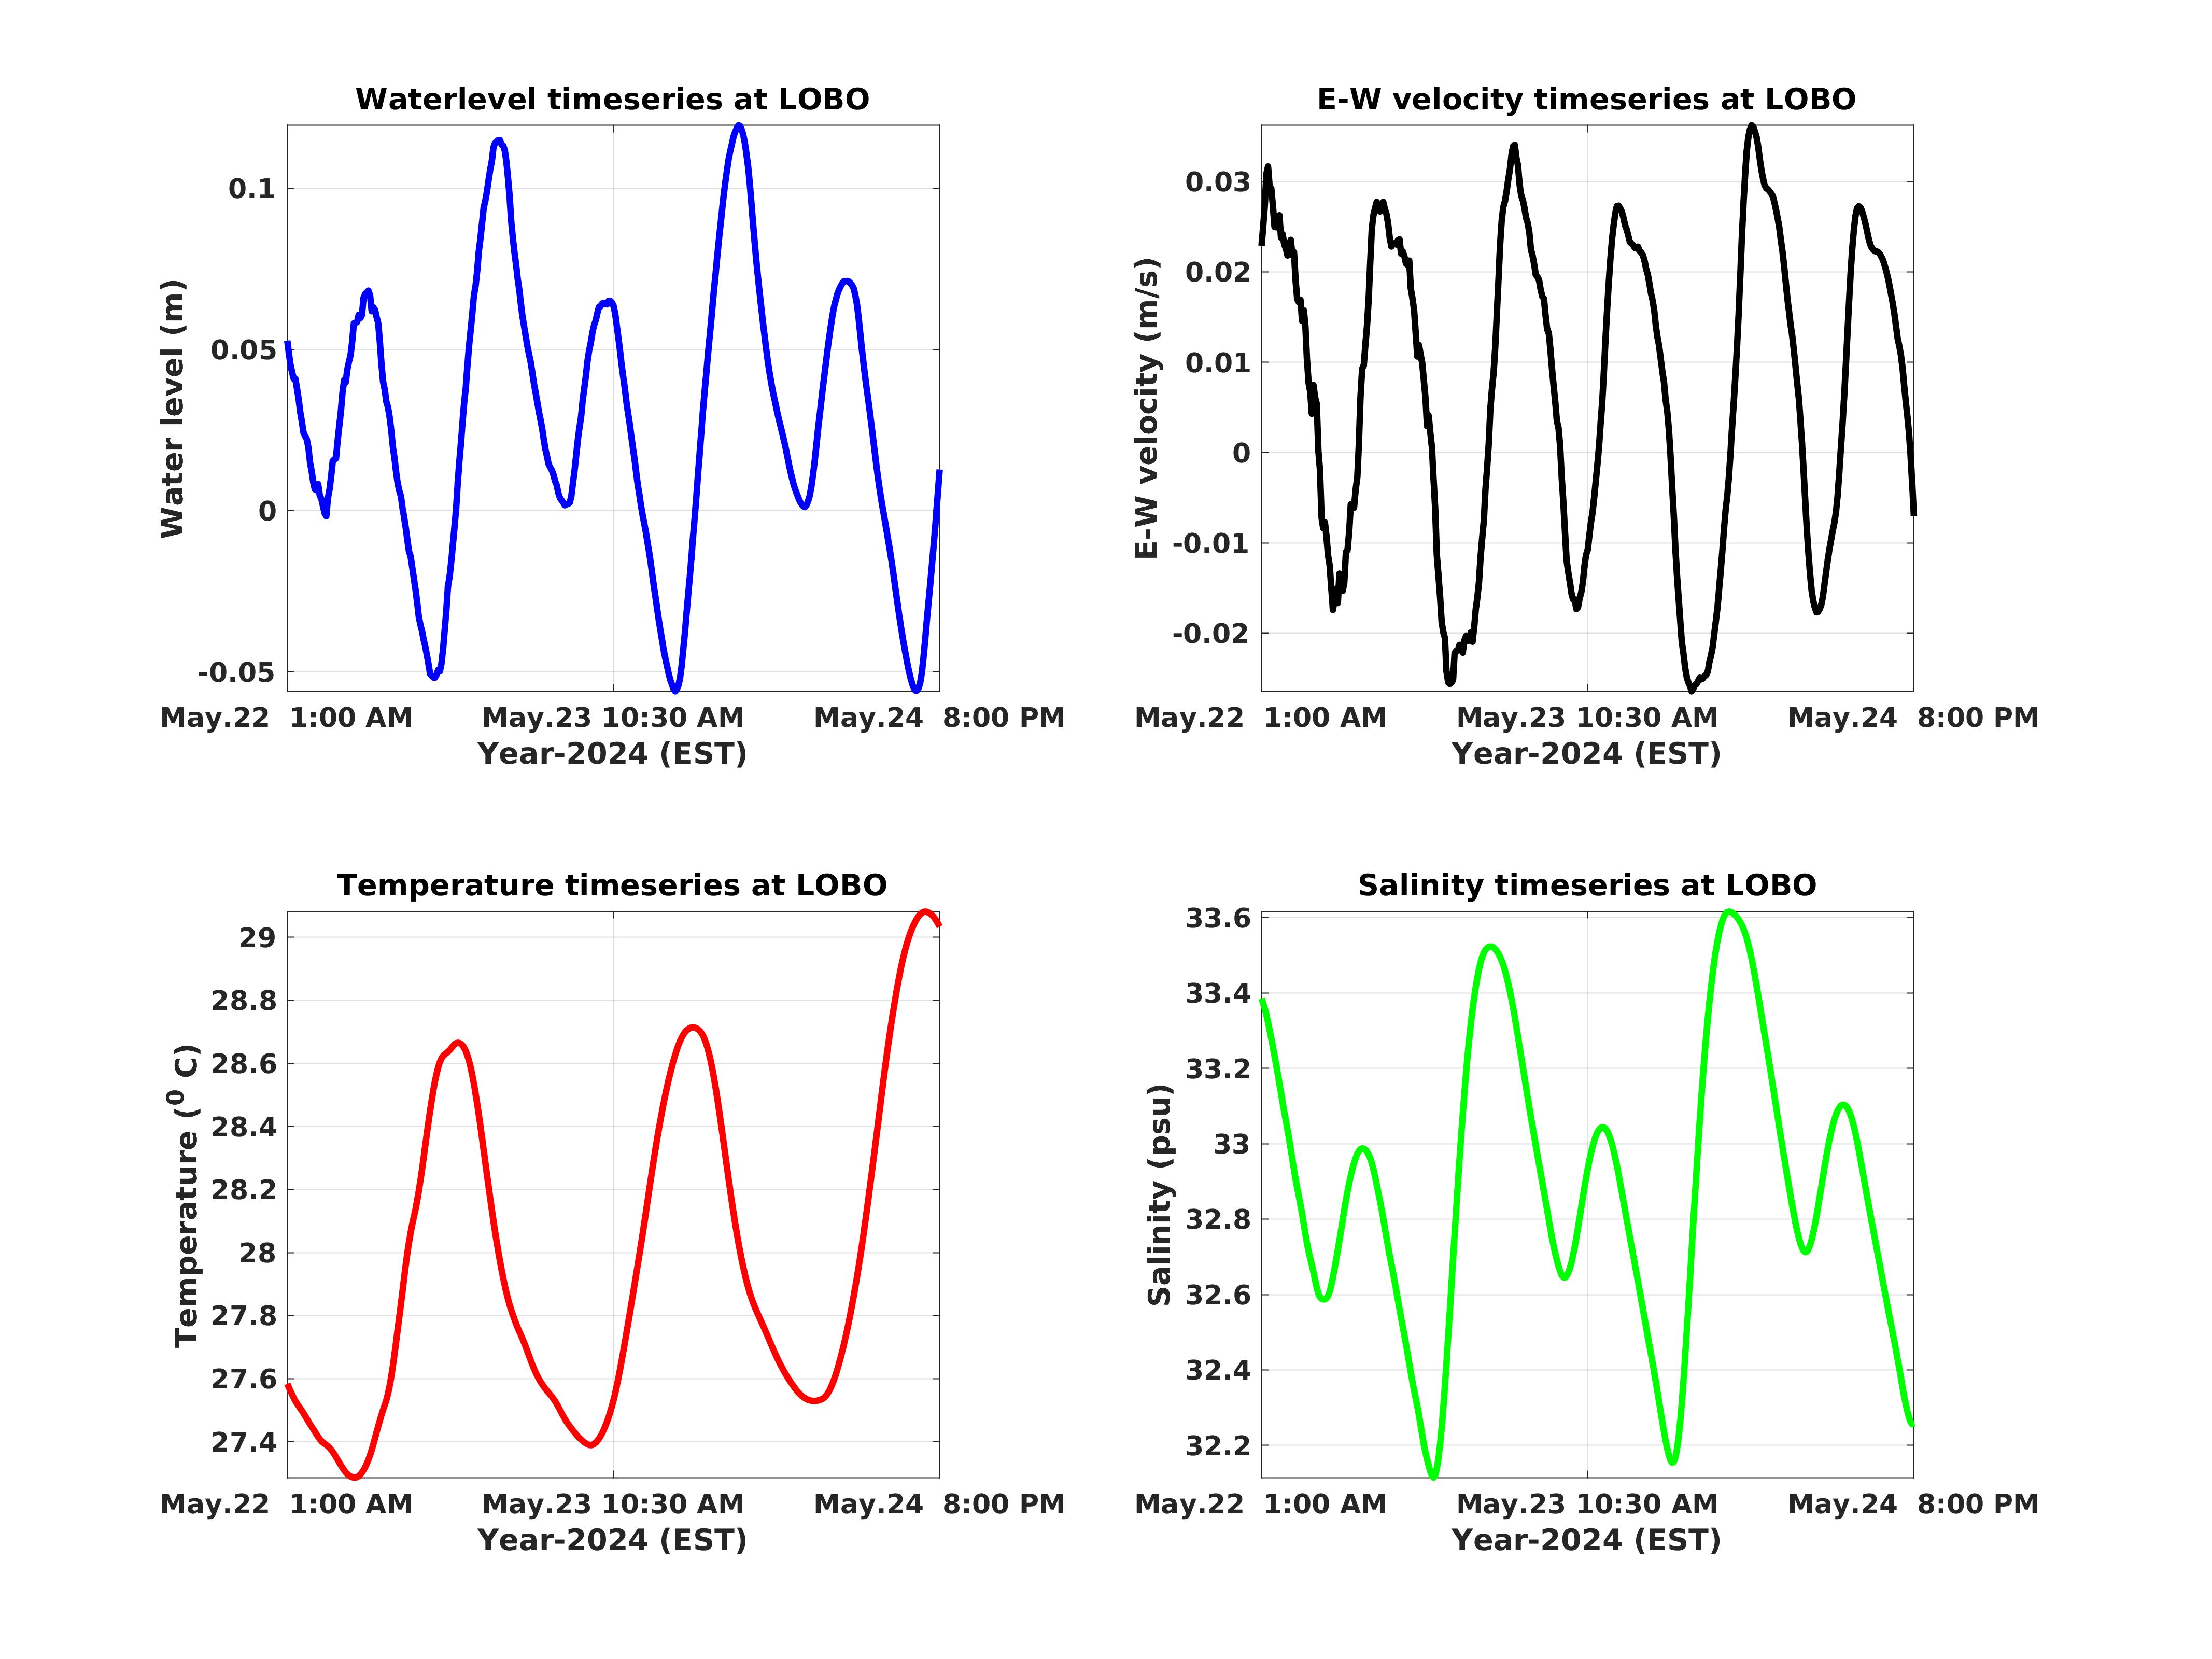 Waterlevel timeseries at LOBO
Water level (m)
0.1
0.05
0
-0.05
May.22 1:00 AM May.23 10:30 AM May.24 8:00 PM
Year-2024 (EST)
E-W velocity timeseries at LOBO
E-W velocity (m/s)
0.03
0.02
0.01
0
-0.01
-0.02
May.22 1:00 AM May.23 10:30 AM May.24 8:00 PM
Year-2024 (EST)
Temperature timeseries at LOBO
Temperature (⁰ C)
29
28.8
28.6
28.4
28.2
28
27.8
27.6
27.4
May.22 1:00 AM May.23 10:30 AM May.24 8:00 PM
Year-2024 (EST)
Salinity timeseries at LOBO
Salinity (psu)
33.6
33.4
33.2
33
32.8
32.6
32.4
32.2
May.22 1:00 AM May.23 10:30 AM May.24 8:00 PM
Year-2024 (EST)